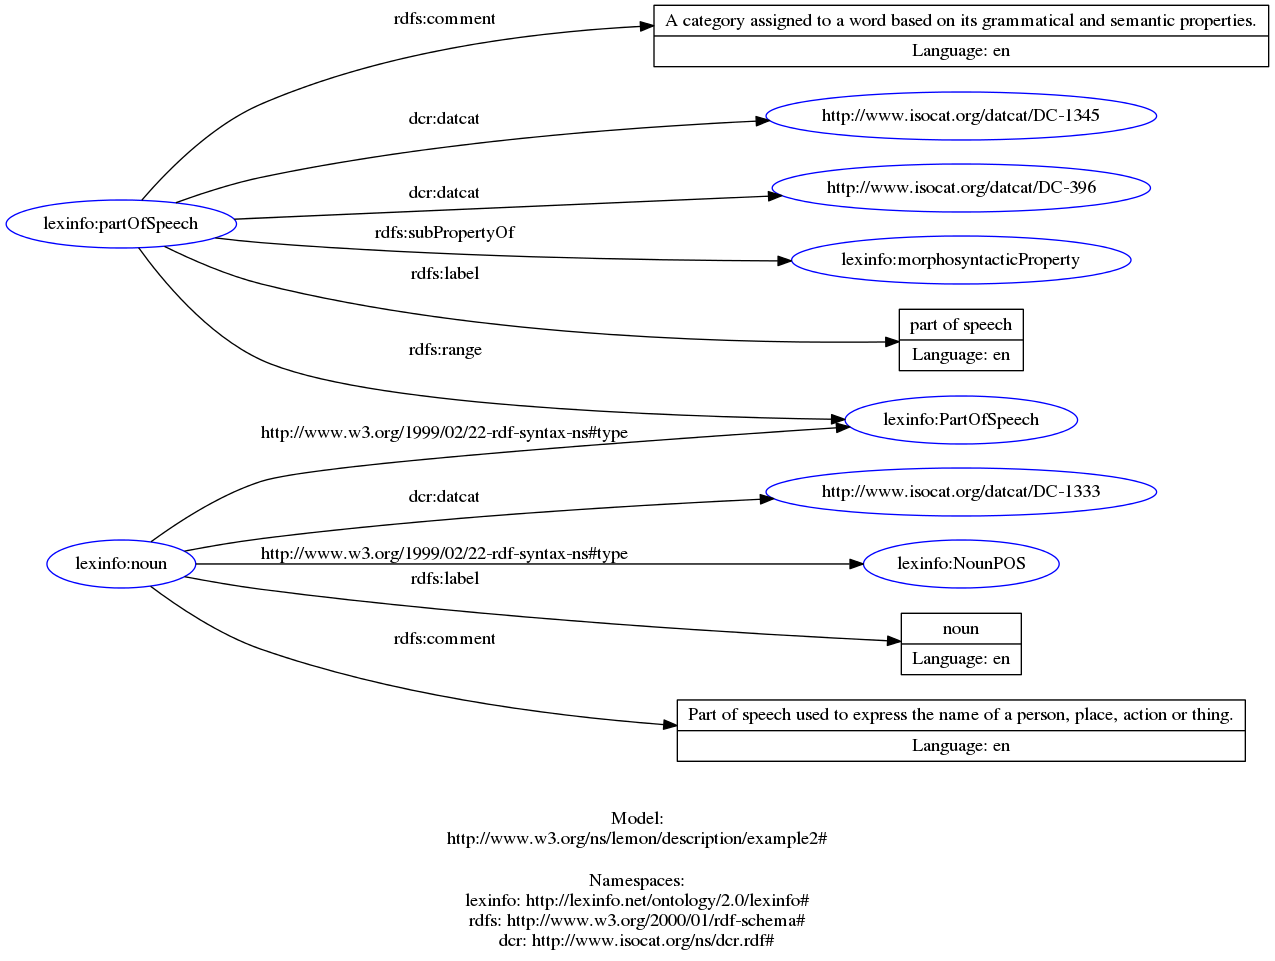 rdfs:comment
A category assigned to a word based on its grammatical and semantic properties.
Language: en
dcr:datcat
http://www.isocat.org/datcat/DC-1345
dcr:datcat
http://www.isocat.org/datcat/DC-396
lexinfo:partOfSpeech
rdfs:subPropertyOf
lexinfo:morphosyntacticProperty
rdfs:label
part of speech
Language: en
rdfs:range
lexinfo:PartOfSpeech
http://www.w3.org/1999/02/22-rdf-syntax-ns#type
dcr:datcat
http://www.isocat.org/datcat/DC-1333
lexinfo:noun
http://www.w3.org/1999/02/22-rdf-syntax-ns#type
lexinfo:NounPOS
rdfs:label
noun
Language: en
rdfs:comment
Part of speech used to express the name of a person, place, action or thing.
Language: en
Model:
http://www.w3.org/ns/lemon/description/example2#
Namespaces:
lexinfo: http://lexinfo.net/ontology/2.0/lexinfo#
rdfs: http://www.w3.org/2000/01/rdf-schema#
dcr: http://www.isocat.org/ns/dcr.rdf#